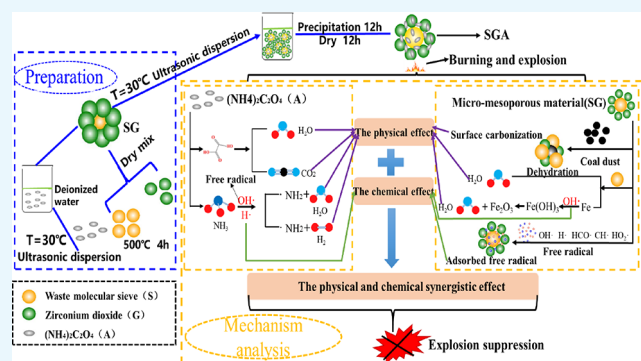 Precipitation 12h
Dry 12h
SGA
Burning and explosion
T=30℃ Ultrasonic dispersion
Preparation
SG
Dry mix
Deionized
water
T=30℃
500℃ 4h
Ultrasonic dispersion
Waste molecular sieve (S)
Zirconium dioxide (G)
(NH₄)₂C₂O₄ (A)
(NH4)₂C₂O₄ (A)
H₂O
CO₂
Free radical
OH·
H·
NH₃
· NH₂+
H₂O
· NH₂+
H₂
The physical effect
The chemical effect
Micro-mesoporous material(SG)
Surface carbonization
Coal dust
Dehydration
H₂O
H₂O + Fe₂O₃ Fe(OH)₃ OH· Fe
OH· H· HCO· CH· HO₂·
Free radical
Adsorbed free radical
The physical and chemical synergistic effect
Mechanism
analysis
Explosion suppression